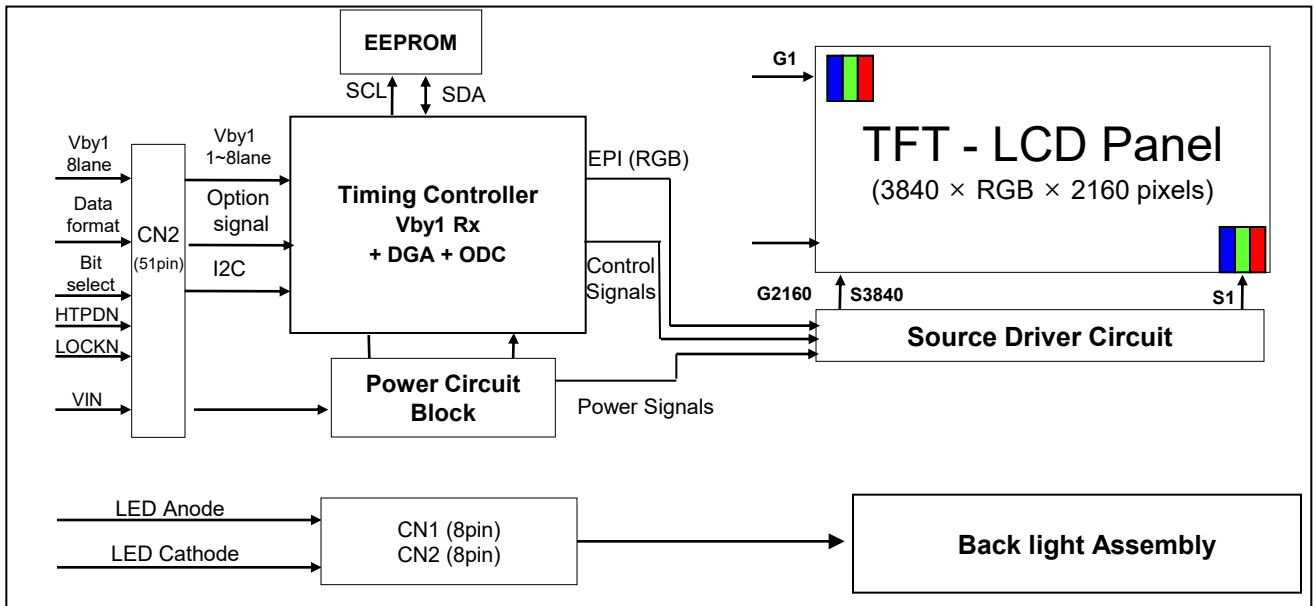 EEPROM
SCL
SDA
G1
TFT - LCD Panel
(3840 × RGB × 2160 pixels)
Vby1
8lane
Data
format
Bit
select
HTPDN
LOCKN
VIN
CN2
(51pin)
Vby1
1~8lane
Option
signal
I2C
Timing Controller
Vby1 Rx
+ DGA + ODC
EPI (RGB)
Control
Signals
G2160
S3840
S1
Source Driver Circuit
Power Circuit
Block
Power Signals
LED Anode
LED Cathode
CN1 (8pin)
CN2 (8pin)
Back light Assembly